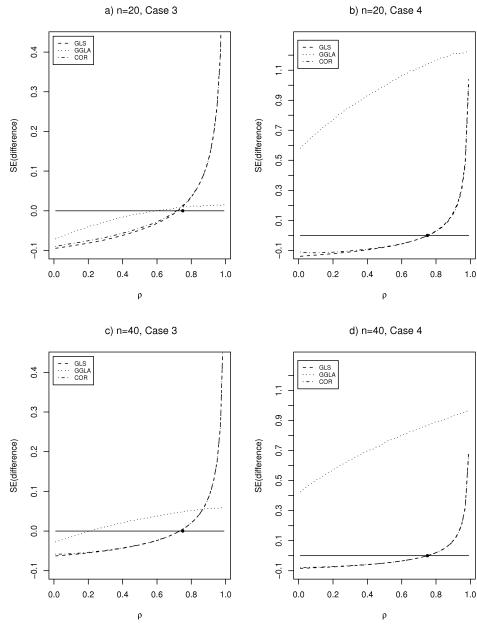 a) n=20, Case 3
b) n=20, Case 4
SE(difference)
-0.1 0.0 0.1 0.2 0.3 0.4
GLS
GGLA
COR
0.0 0.2 0.4 0.6 0.8 1.0
ρ
SE(difference)
-0.1 0.1 0.3 0.5 0.7 0.9 1.1
GLS
GGLA
COR
0.0 0.2 0.4 0.6 0.8 1.0
ρ
c) n=40, Case 3
d) n=40, Case 4
SE(difference)
-0.1 0.0 0.1 0.2 0.3 0.4
GLS
GGLA
COR
0.0 0.2 0.4 0.6 0.8 1.0
ρ
SE(difference)
-0.1 0.1 0.3 0.5 0.7 0.9 1.1
GLS
GGLA
COR
0.0 0.2 0.4 0.6 0.8 1.0
ρ